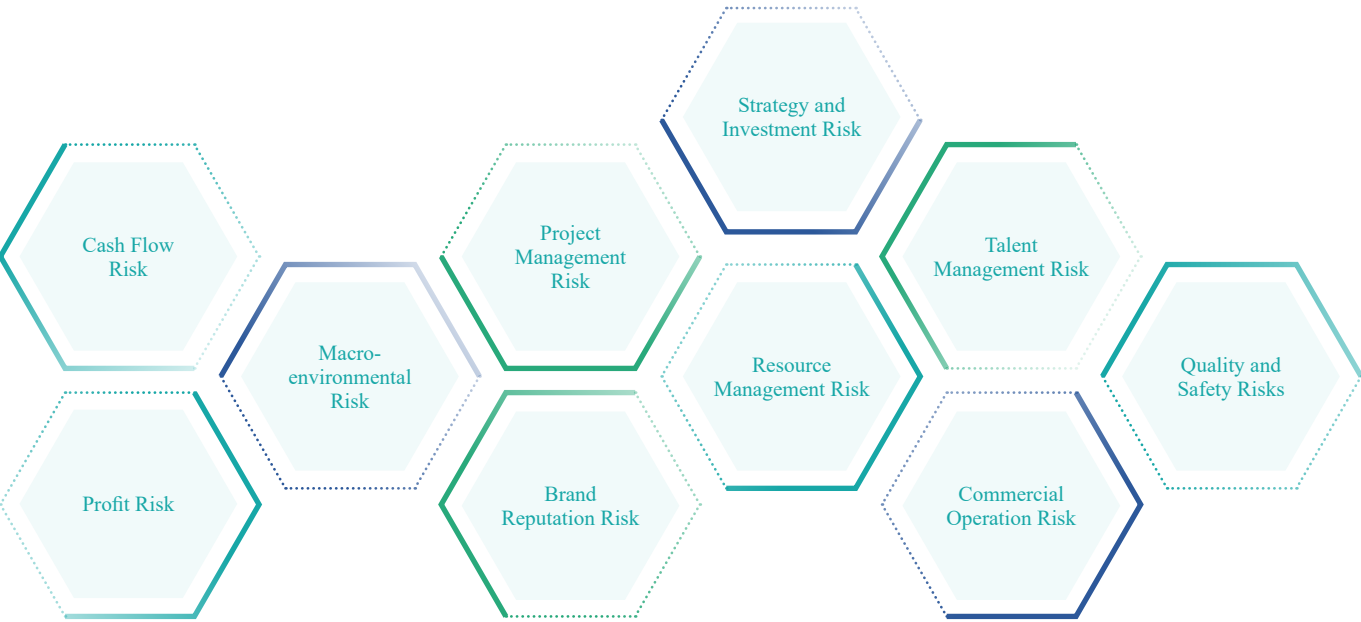 Strategy and
Investment Risk
Cash Flow
Risk
Project
Management
Risk
Talent
Management Risk
Macro-
environmental
Risk
Resource
Management Risk
Quality and
Safety Risks
Profit Risk
Brand
Reputation Risk
Commercial
Operation Risk